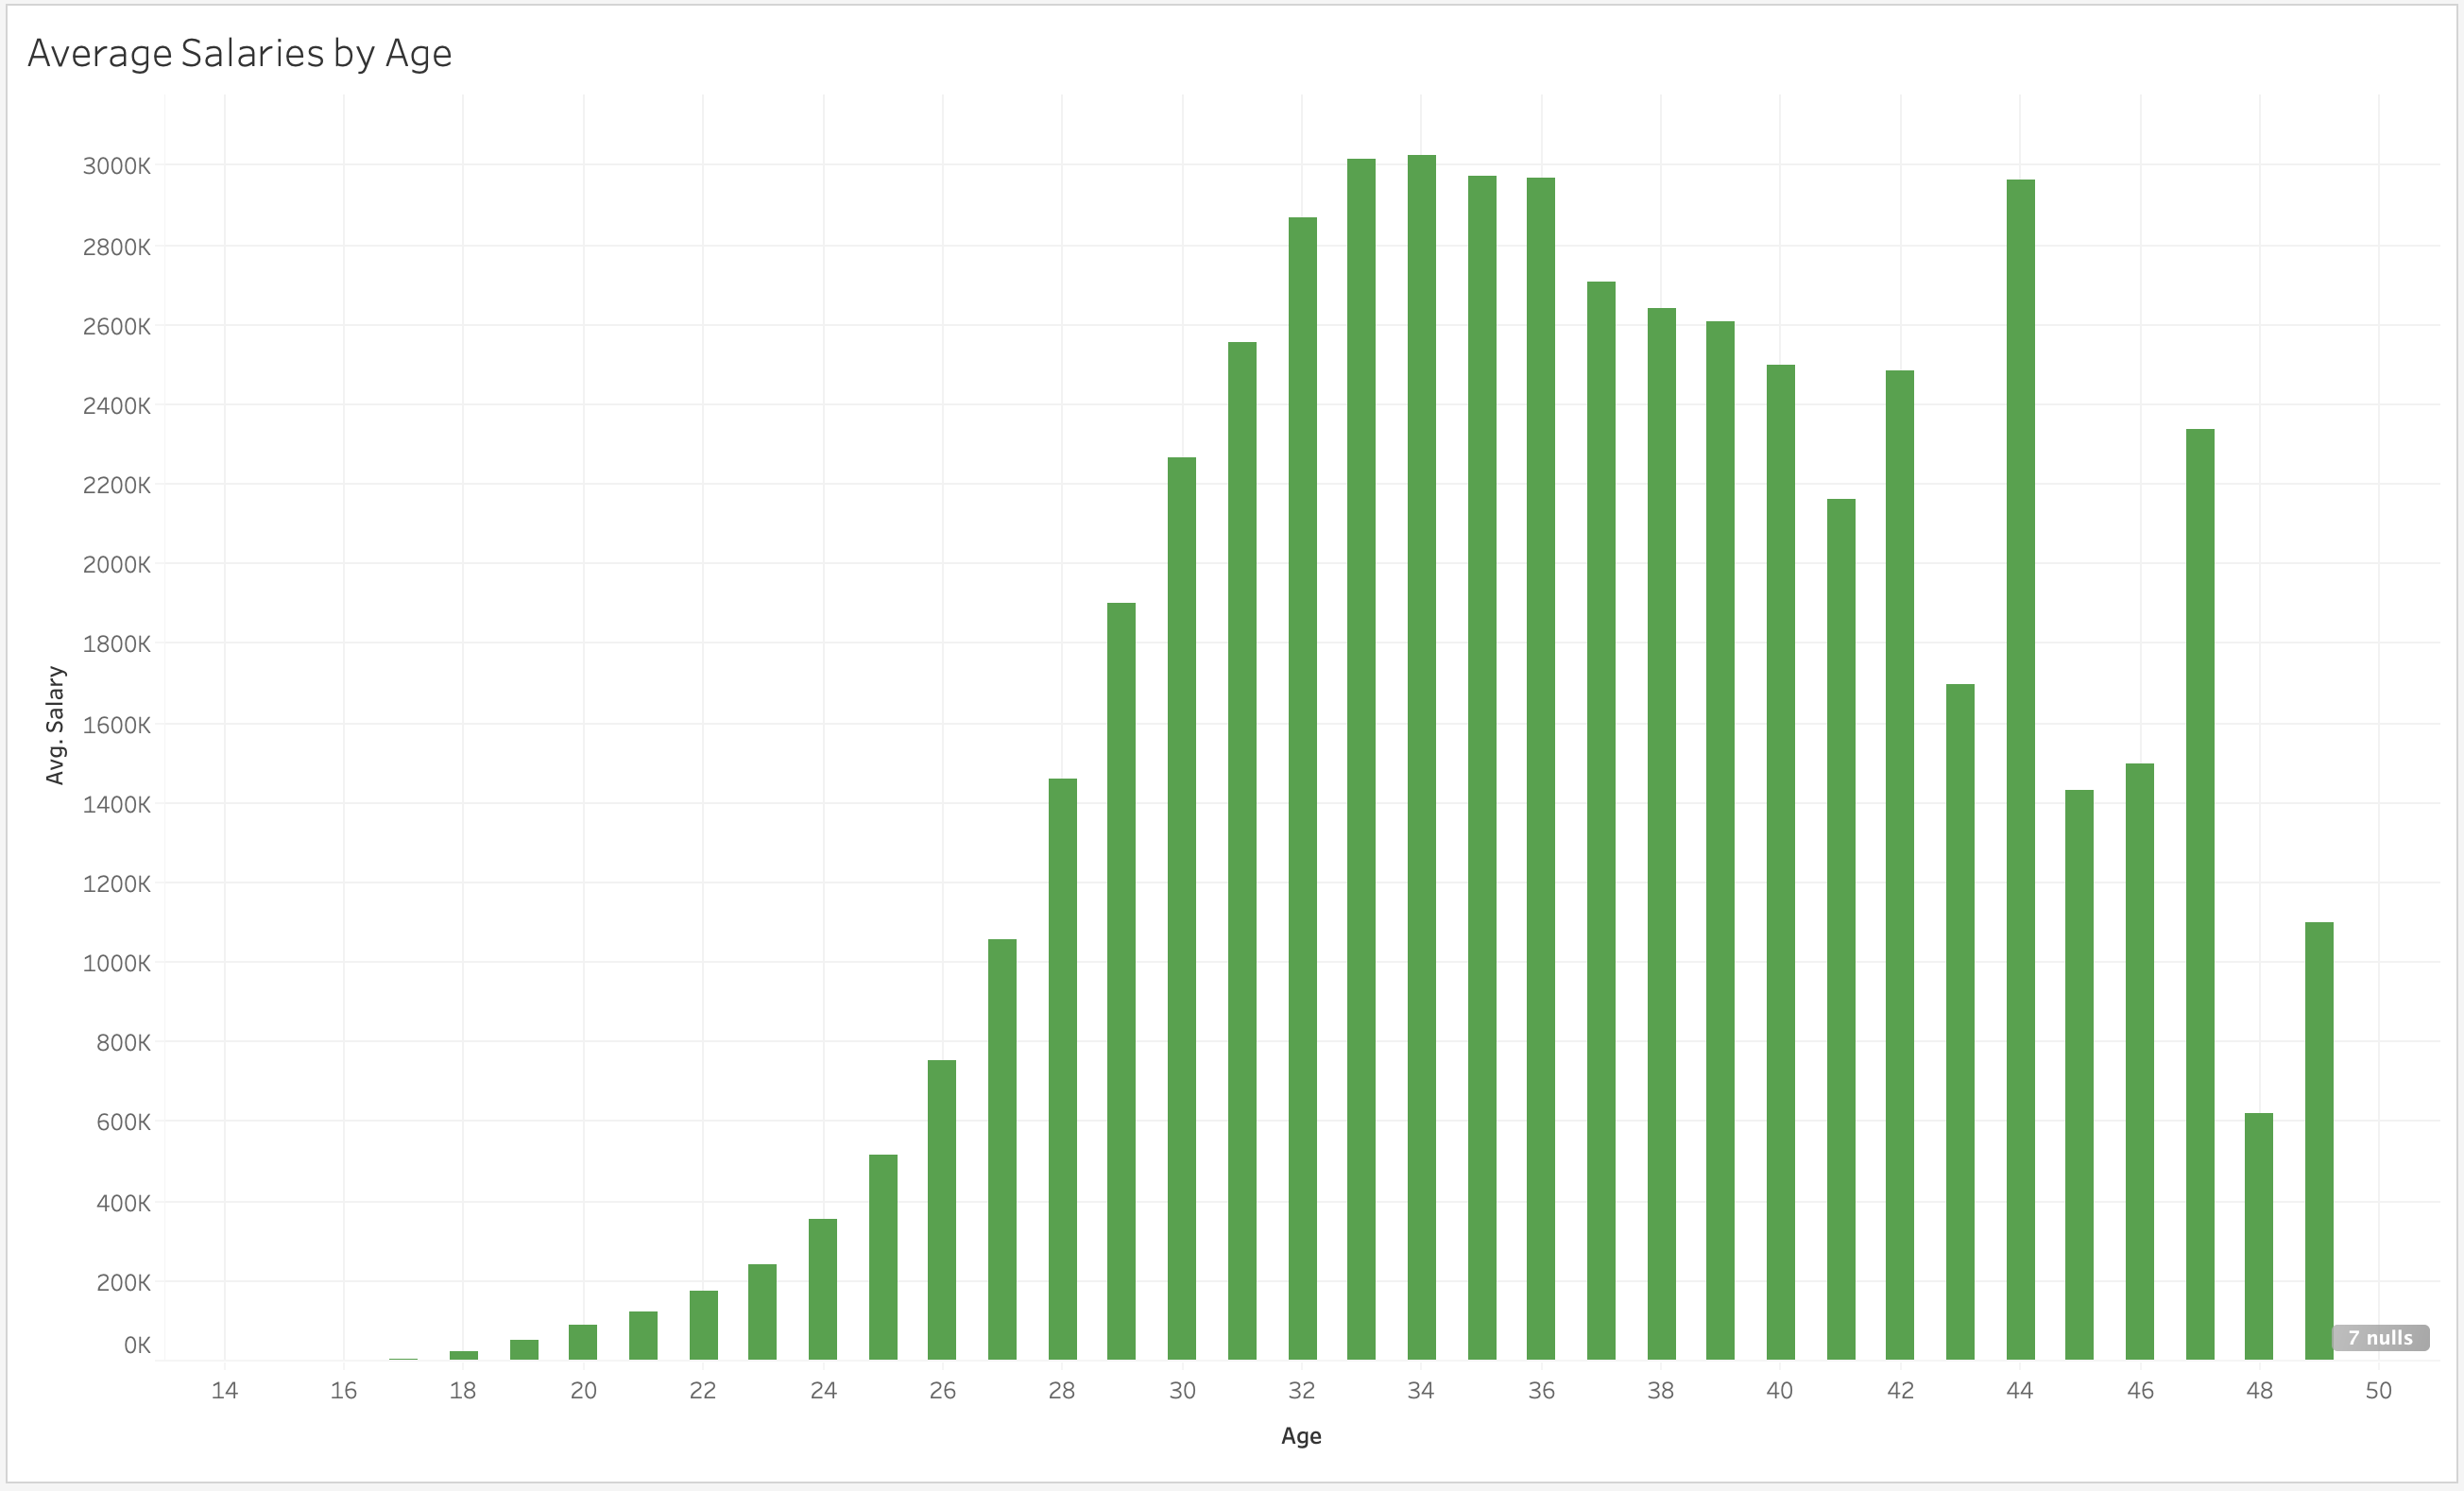 Average Salaries by Age
3000K
2800K
2600K
2400K
2200K
2000K
1800K
1600K
1400K
1200K
1000K
800K
600K
400K
200K
0K
Avg. Salary
7 nulls
14 16 18 20 22 24 26 28 30 32 34 36 38 40 42 44 46 48 50
Age